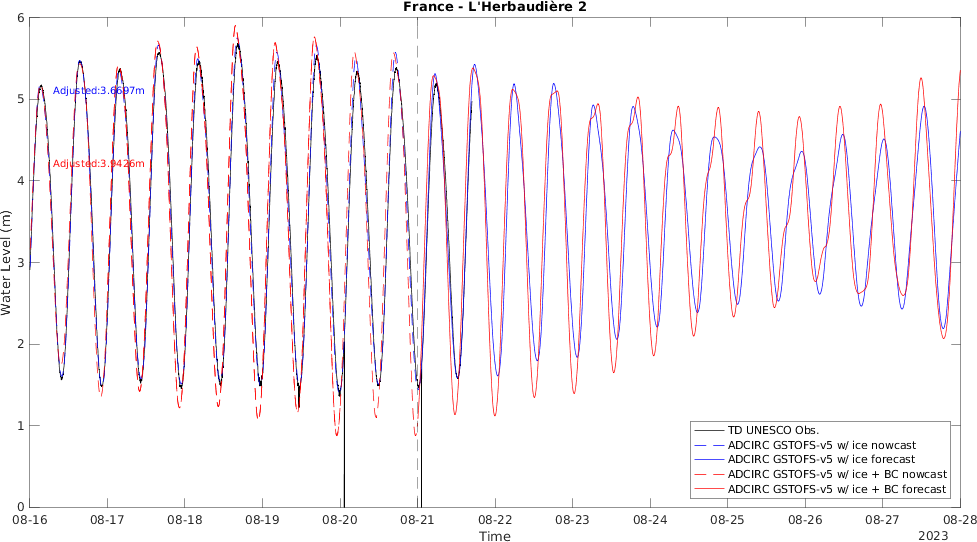 France - L'Herbaudière 2
6
5
4
3
2
1
0
Water Level (m)
Adjusted:3.6697m
Adjusted:3.9426m
TD UNESCO Obs.
ADCIRC GSTOFS-v5 w/ ice nowcast
ADCIRC GSTOFS-v5 w/ ice forecast
ADCIRC GSTOFS-v5 w/ ice + BC nowcast
ADCIRC GSTOFS-v5 w/ ice + BC forecast
08-16 08-17 08-18 08-19 08-20 08-21 08-22 08-23 08-24 08-25 08-26 08-27 08-28
Time
2023